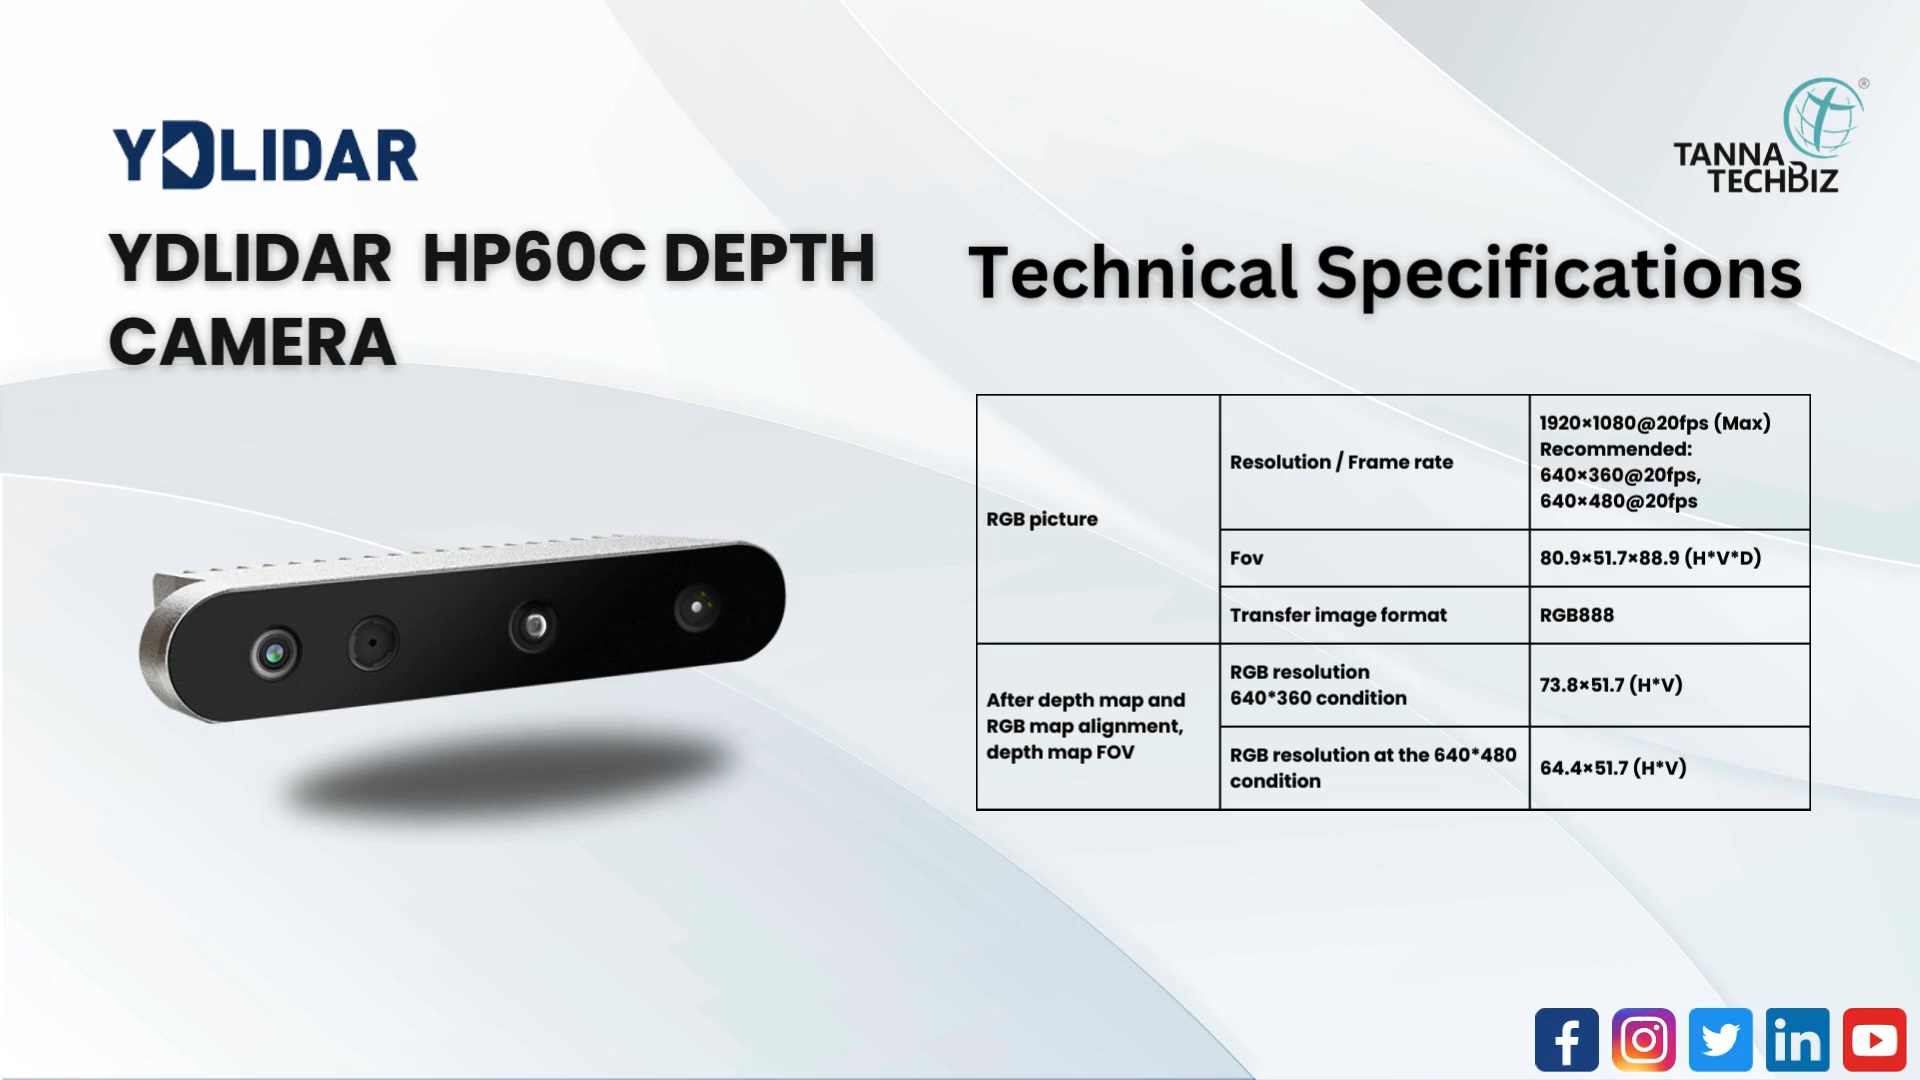 YDLIDAR
YDLIDAR HP60C DEPTH
CAMERA
®
TANNA
TECHBIZ
Technical Specifications
RGB picture
Resolution / Frame rate
1920×1080@20fps (Max)
Recommended:
640×360@20fps,
640×480@20fps
Fov
80.9×51.7×88.9 (H*V*D)
Transfer image format
RGB888
After depth map and
RGB map alignment,
depth map FOV
RGB resolution
640*360 condition
73.8×51.7 (H*V)
RGB resolution at the 640*480
condition
64.4×51.7 (H*V)
f
in